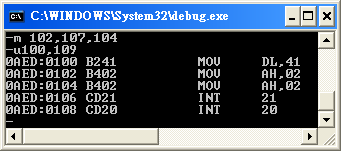 C:\WINDOWS\System32\debug.exe
-m 102,107,104
-u100,109
0AED:0100 B241 MOV DL,41
0AED:0102 B402 MOV AH,02
0AED:0104 B402 MOV AH,02
0AED:0106 CD21 INT 21
0AED:0108 CD20 INT 20
-